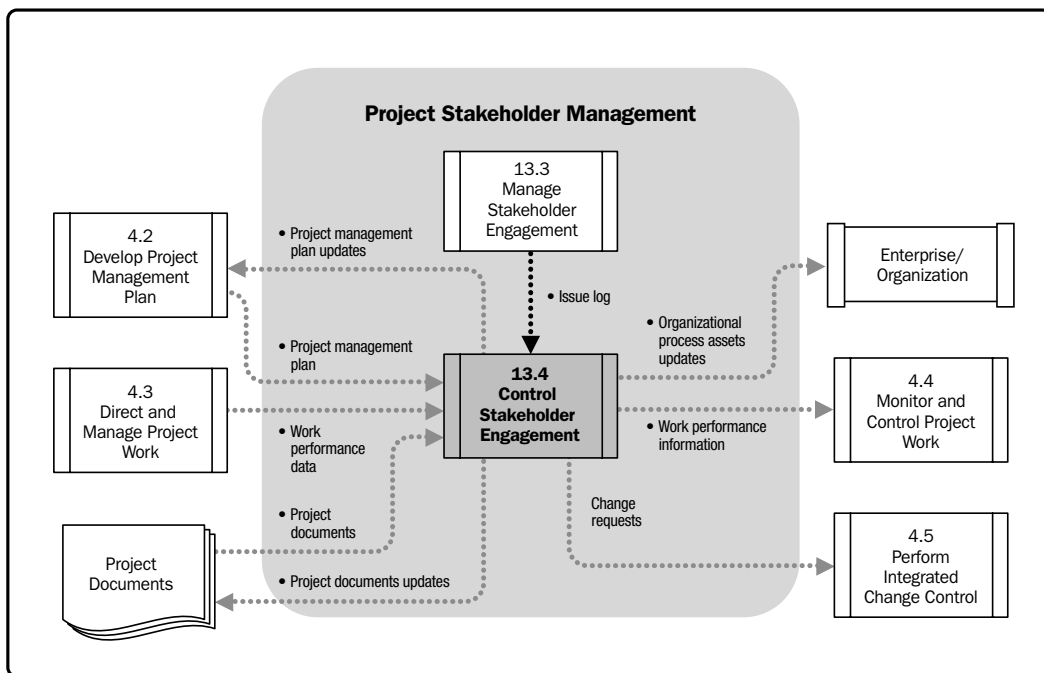 Project Stakeholder Management
13.3
Manage
Stakeholder
Engagement
4.2
Develop Project
Management
Plan
• Project management
plan updates
Enterprise/
Organization
• Issue log
• Organizational
process assets
updates
• Project management
plan
13.4
Control
Stakeholder
Engagement
4.3
Direct and
Manage Project
Work
4.4
Monitor and
Control Project
Work
• Work
performance
data
• Work performance
information
Change
requests
• Project
documents
Project
Documents
4.5
Perform
Integrated
Change Control
• Project documents updates